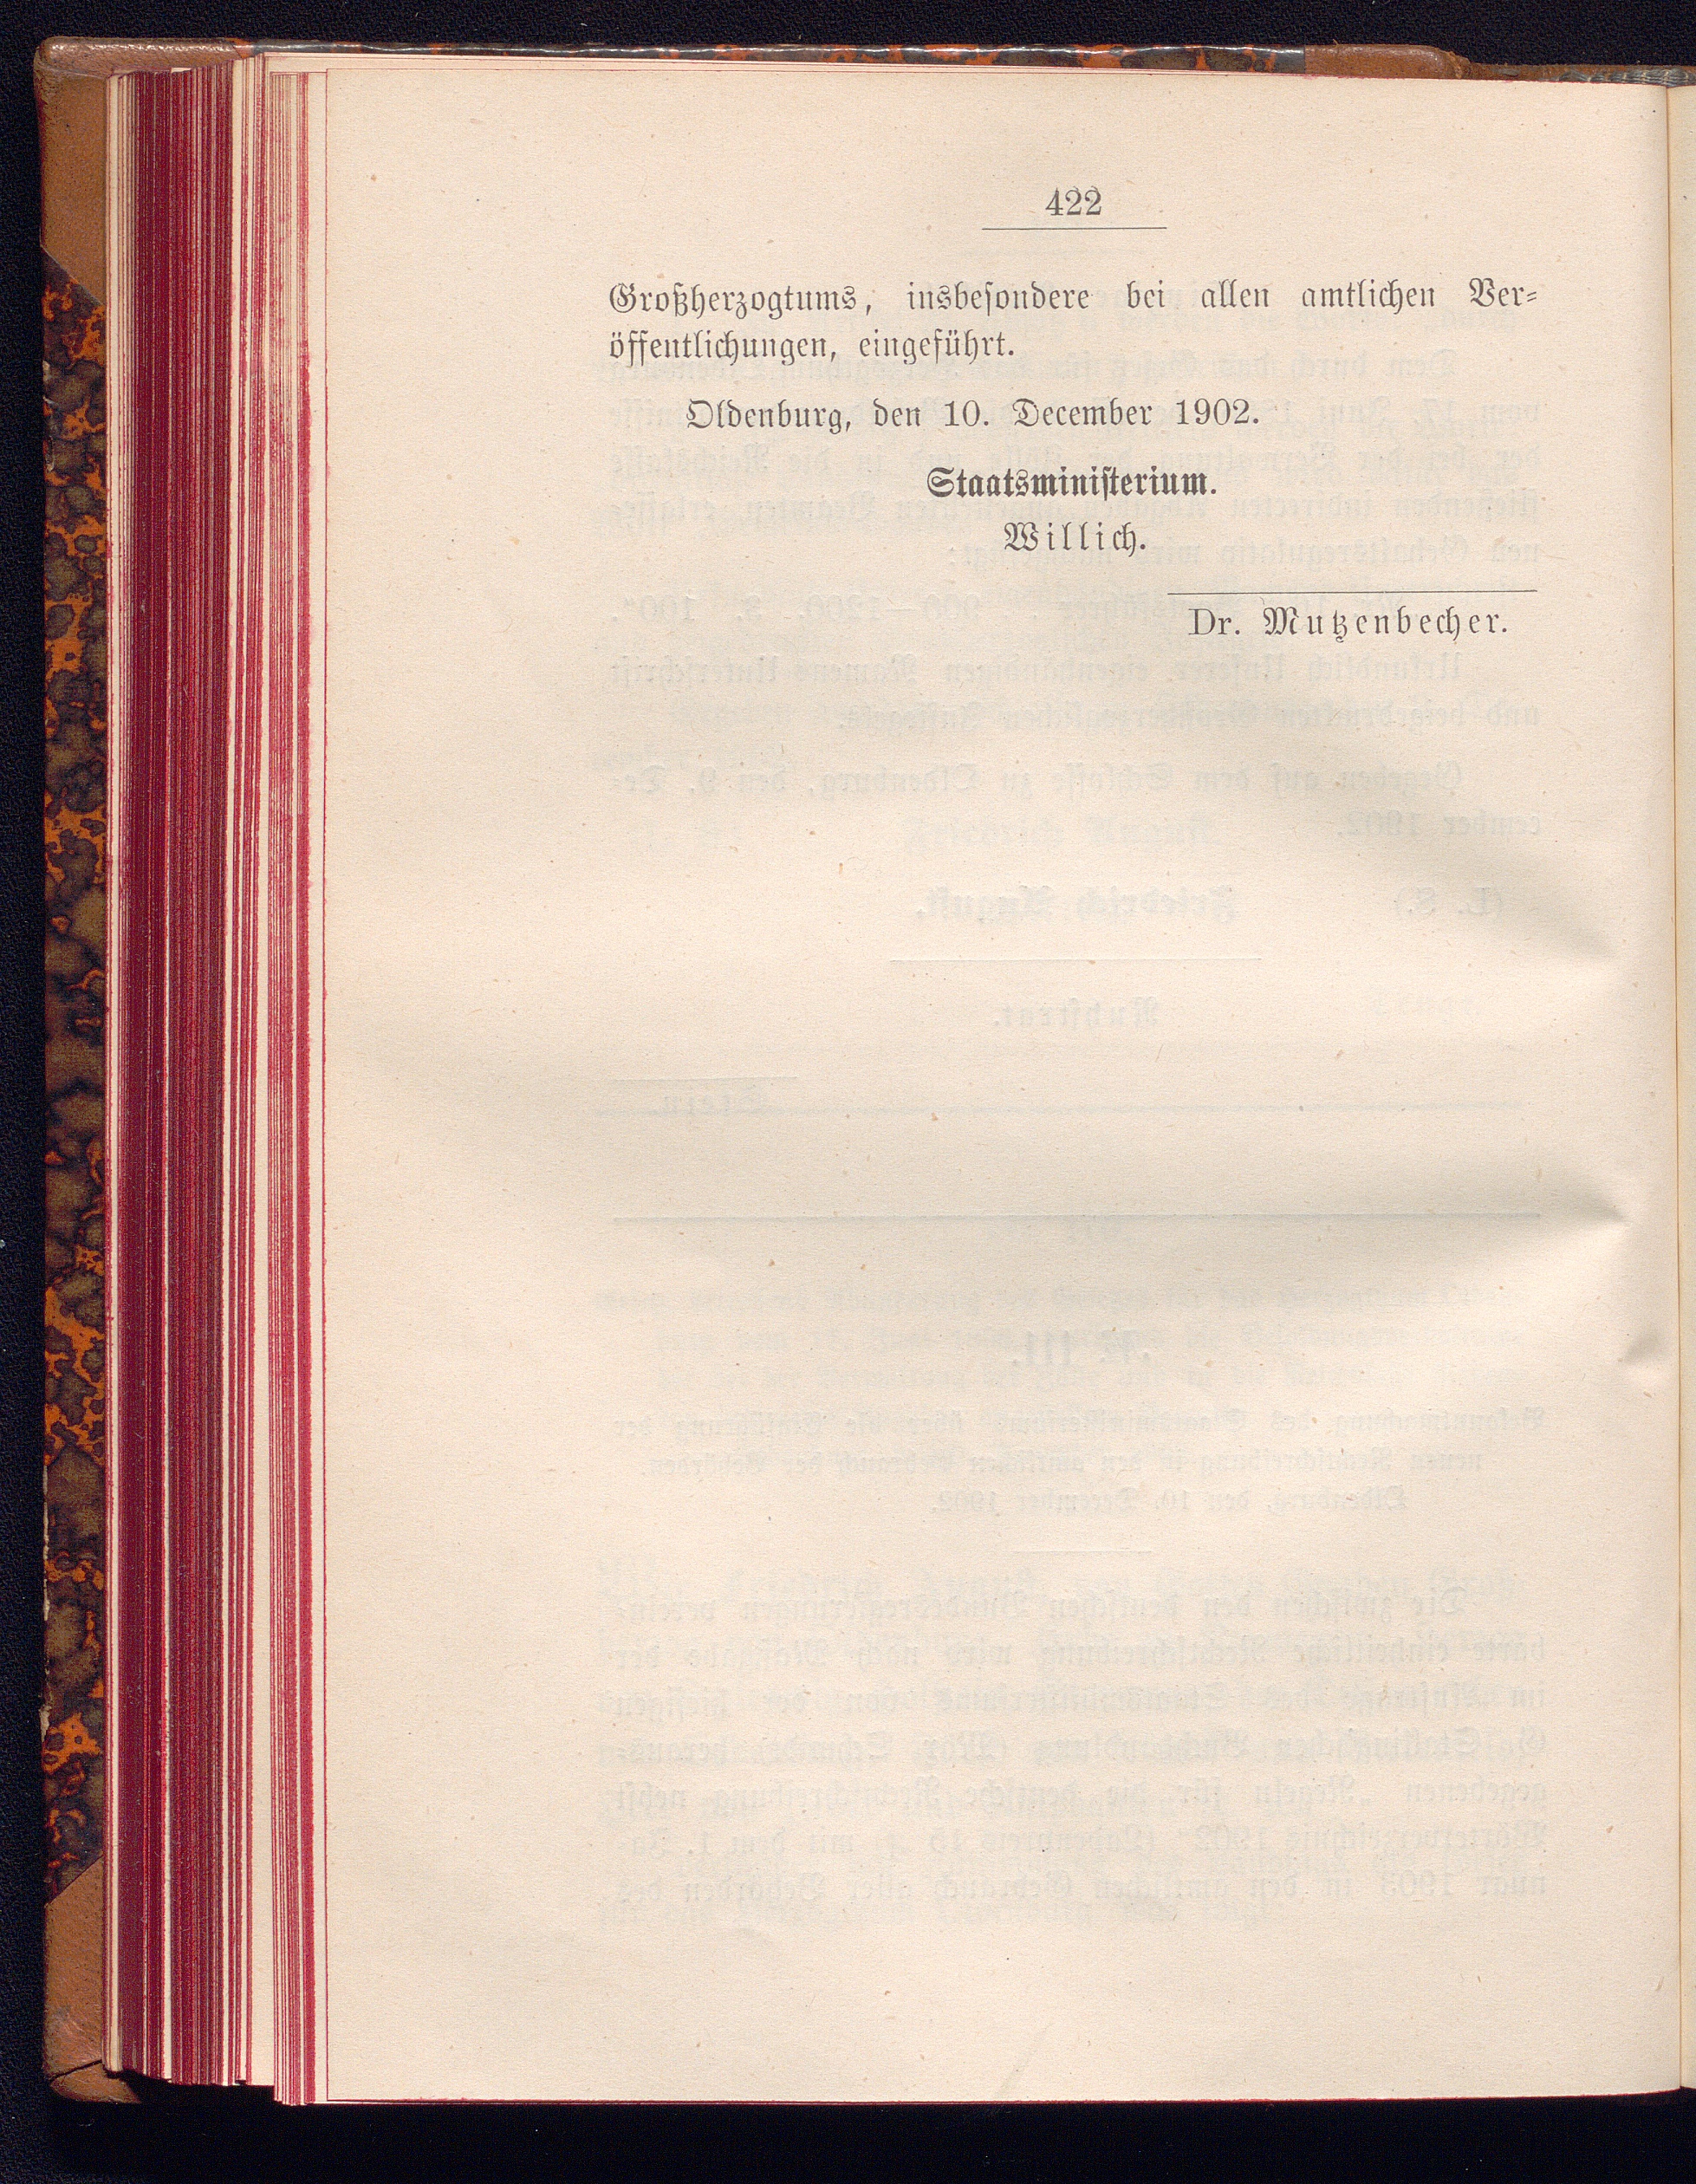 422
Großherzogtums, insbesondere bei allen amtlichen Ver-
öffentlichungen, eingeführt.
Oldenburg, den 10. December 1902.
Staatsministerium.
Willich.
Dr. Mutzenbecher.